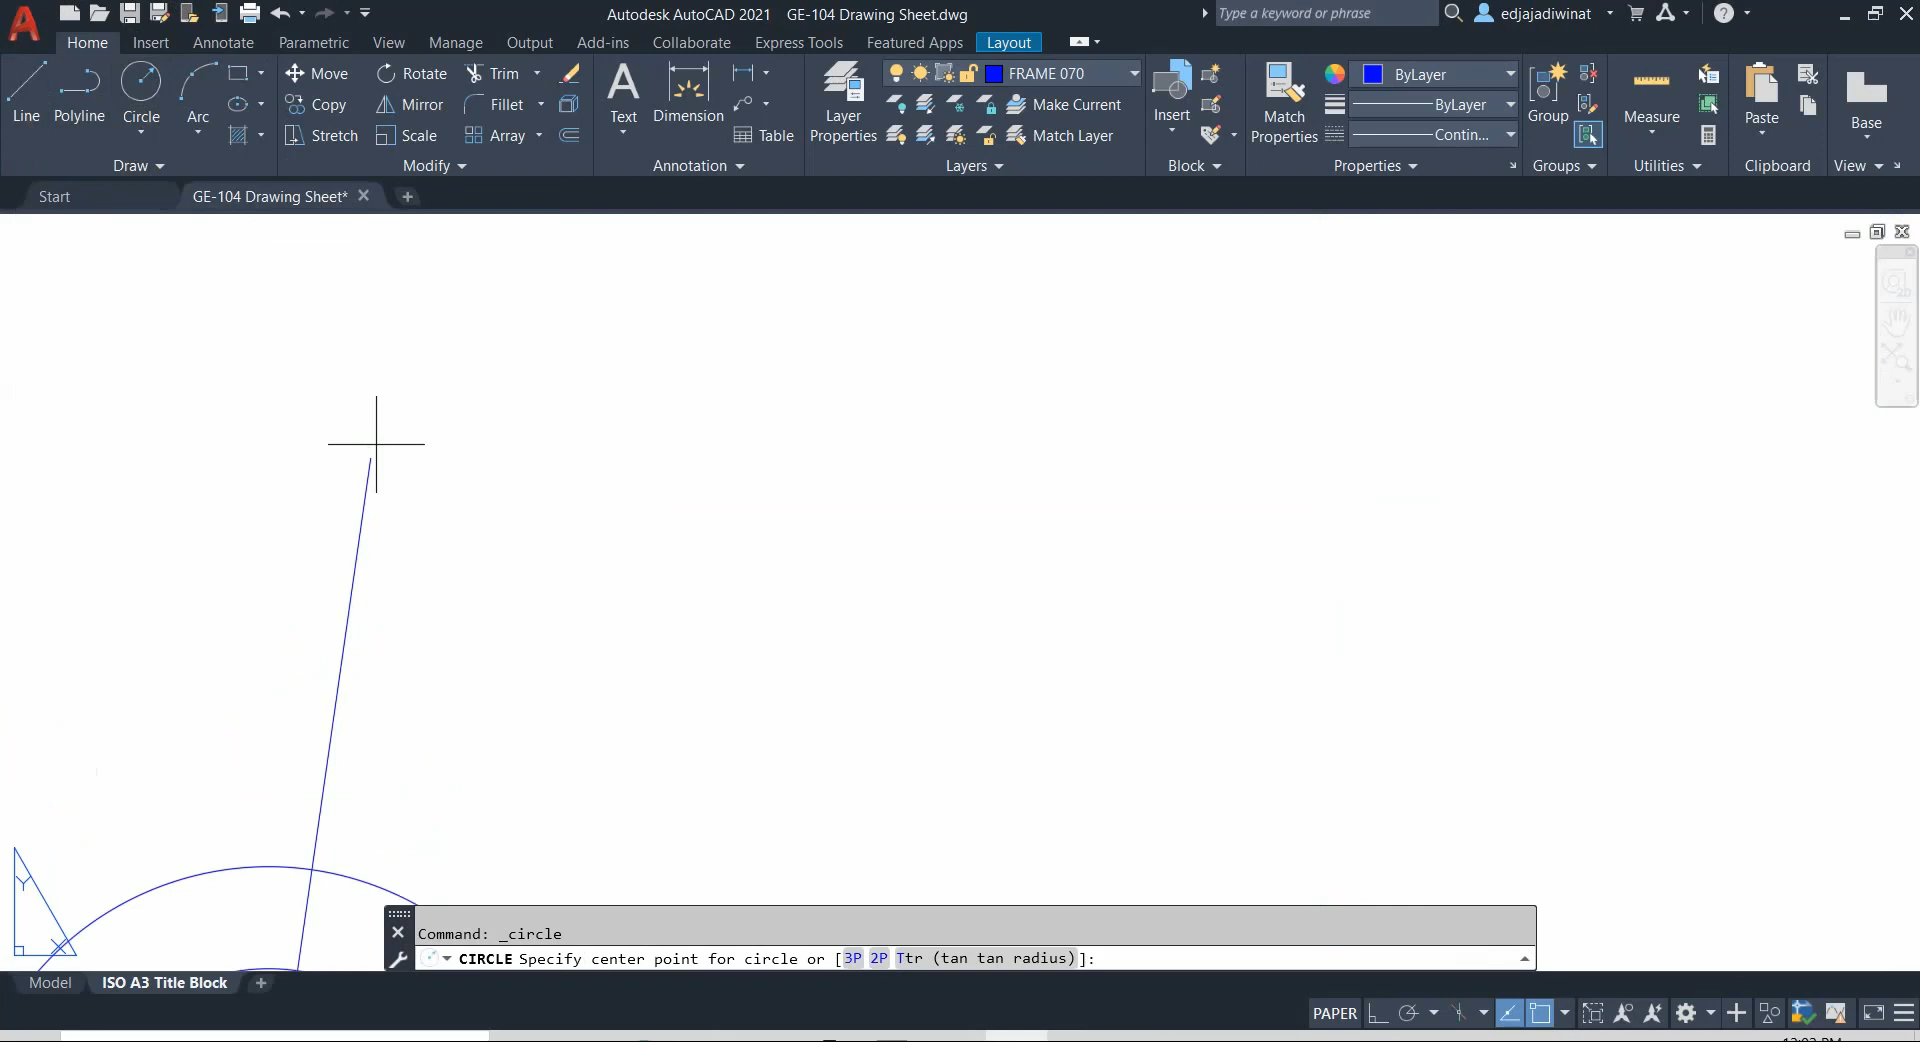 Autodesk AutoCAD 2021 GE-104 Drawing Sheet.dwg Type a keyword or phrase edjajadiwinat
Home Insert Annotate Parametric View Manage Output Add-ins Collaborate Express Tools Featured Apps Layout
Line Polyline Circle Arc
Move Rotate Trim
Copy Mirror Fillet
Stretch Scale Array
Text Dimension Table
Layer Properties
FRAME 070
Make Current
Match Layer
Insert
Match Properties
ByLayer
ByLayer
Contin...
Group Measure Paste Base
Draw Modify Annotation Layers Block Properties Groups Utilities Clipboard View
Start GE-104 Drawing Sheet*
Y
X
Command: _circle
CIRCLE Specify center point for circle or [3P 2P Ttr (tan tan radius)]:
Model ISO A3 Title Block
PAPER